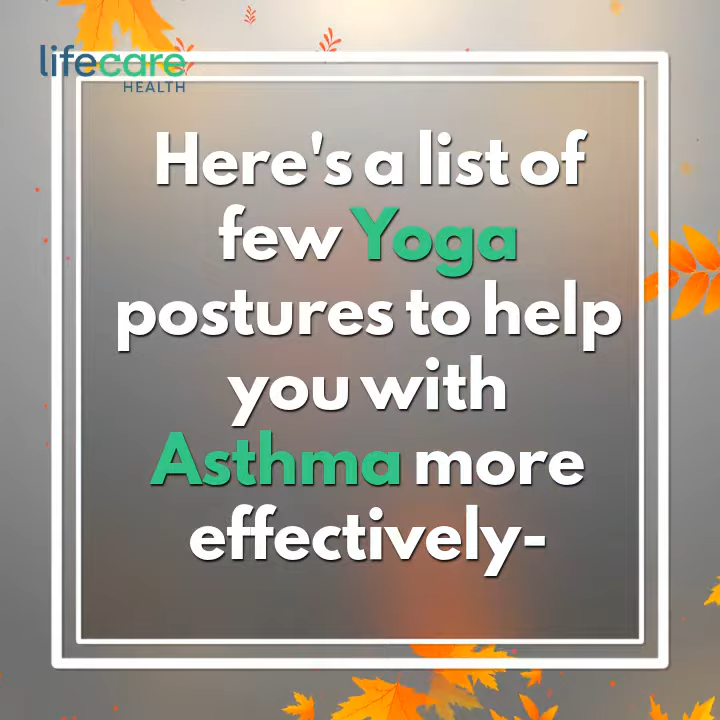 lifecare
HEALTH
Here's a list of
few Yoga
postures to help
you with
Asthma more
effectively-